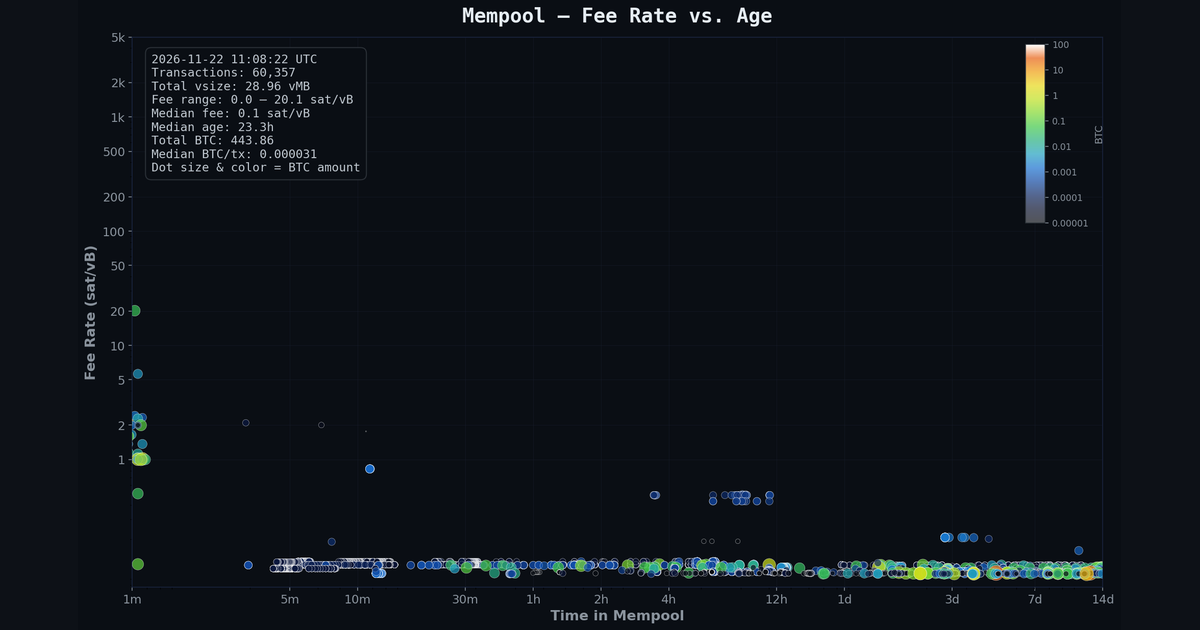 Mempool — Fee Rate vs. Age
2026-11-22 11:08:22 UTC
Transactions: 60,357
Total vsize: 28.96 vMB
Fee range: 0.0 — 20.1 sat/vB
Median fee: 0.1 sat/vB
Median age: 23.3h
Total BTC: 443.86
Median BTC/tx: 0.000031
Dot size & color = BTC amount
100
10
1
0.1
0.01
0.001
0.0001
0.00001
BTC
Fee Rate (sat/vB)
5k
2k
1k
500
200
100
50
20
10
5
2
1
1m
5m
10m
30m
1h
2h
4h
12h
1d
3d
7d
14d
Time in Mempool